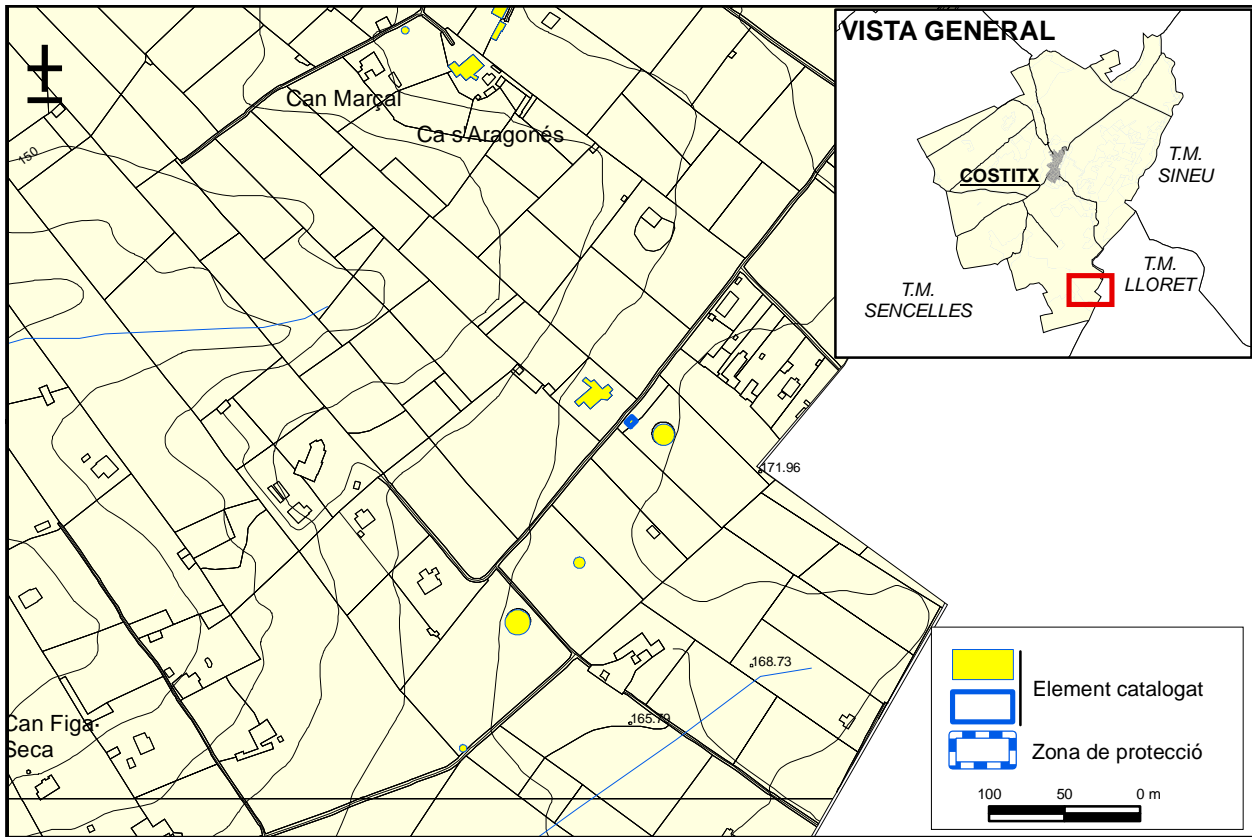 VISTA GENERAL
COSTITX
T.M.
SINEU
T.M.
LLORET
T.M.
SENCELLES
Can Marçal
Ca s'Aragonés
150
171.96
168.73
165.79
Can Figa-
Seca
Element catalogat
Zona de protecció
100 50 0 m